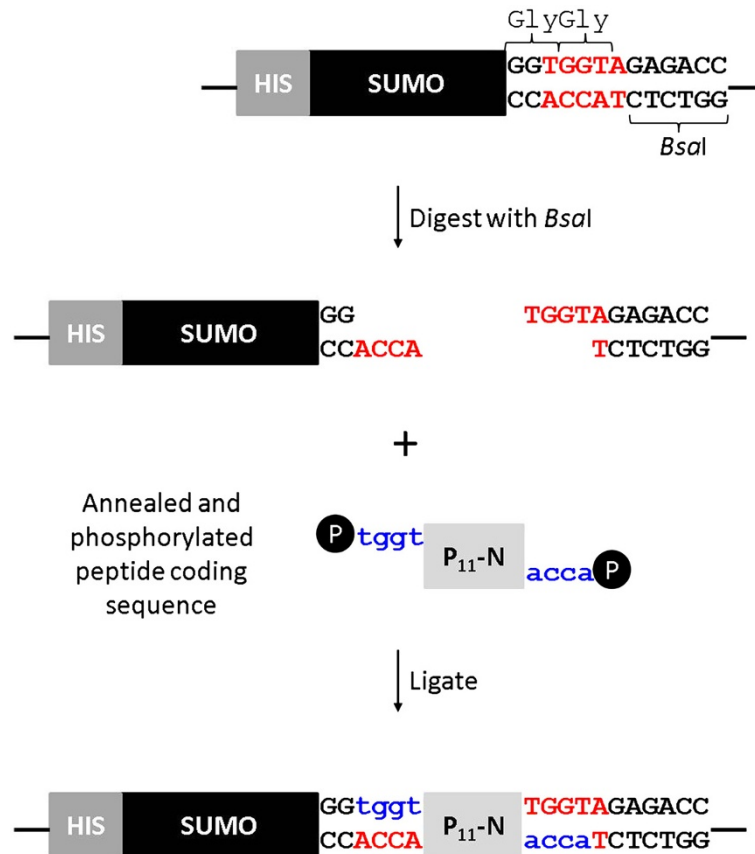 GlyGly
HIS SUMO GGTGGTAGAGACC
CCACCATCTCTGG
BsaI
Digest with BsaI
HIS SUMO GG TGGTAGAGACC
CCACCA TCTCTGG
+
Annealed and
phosphorylated
peptide coding
sequence
P tggt P11-N acca P
Ligate
HIS SUMO GGtggt P11-N TGGTAGAGACC
CCACCA accaTCTCTGG